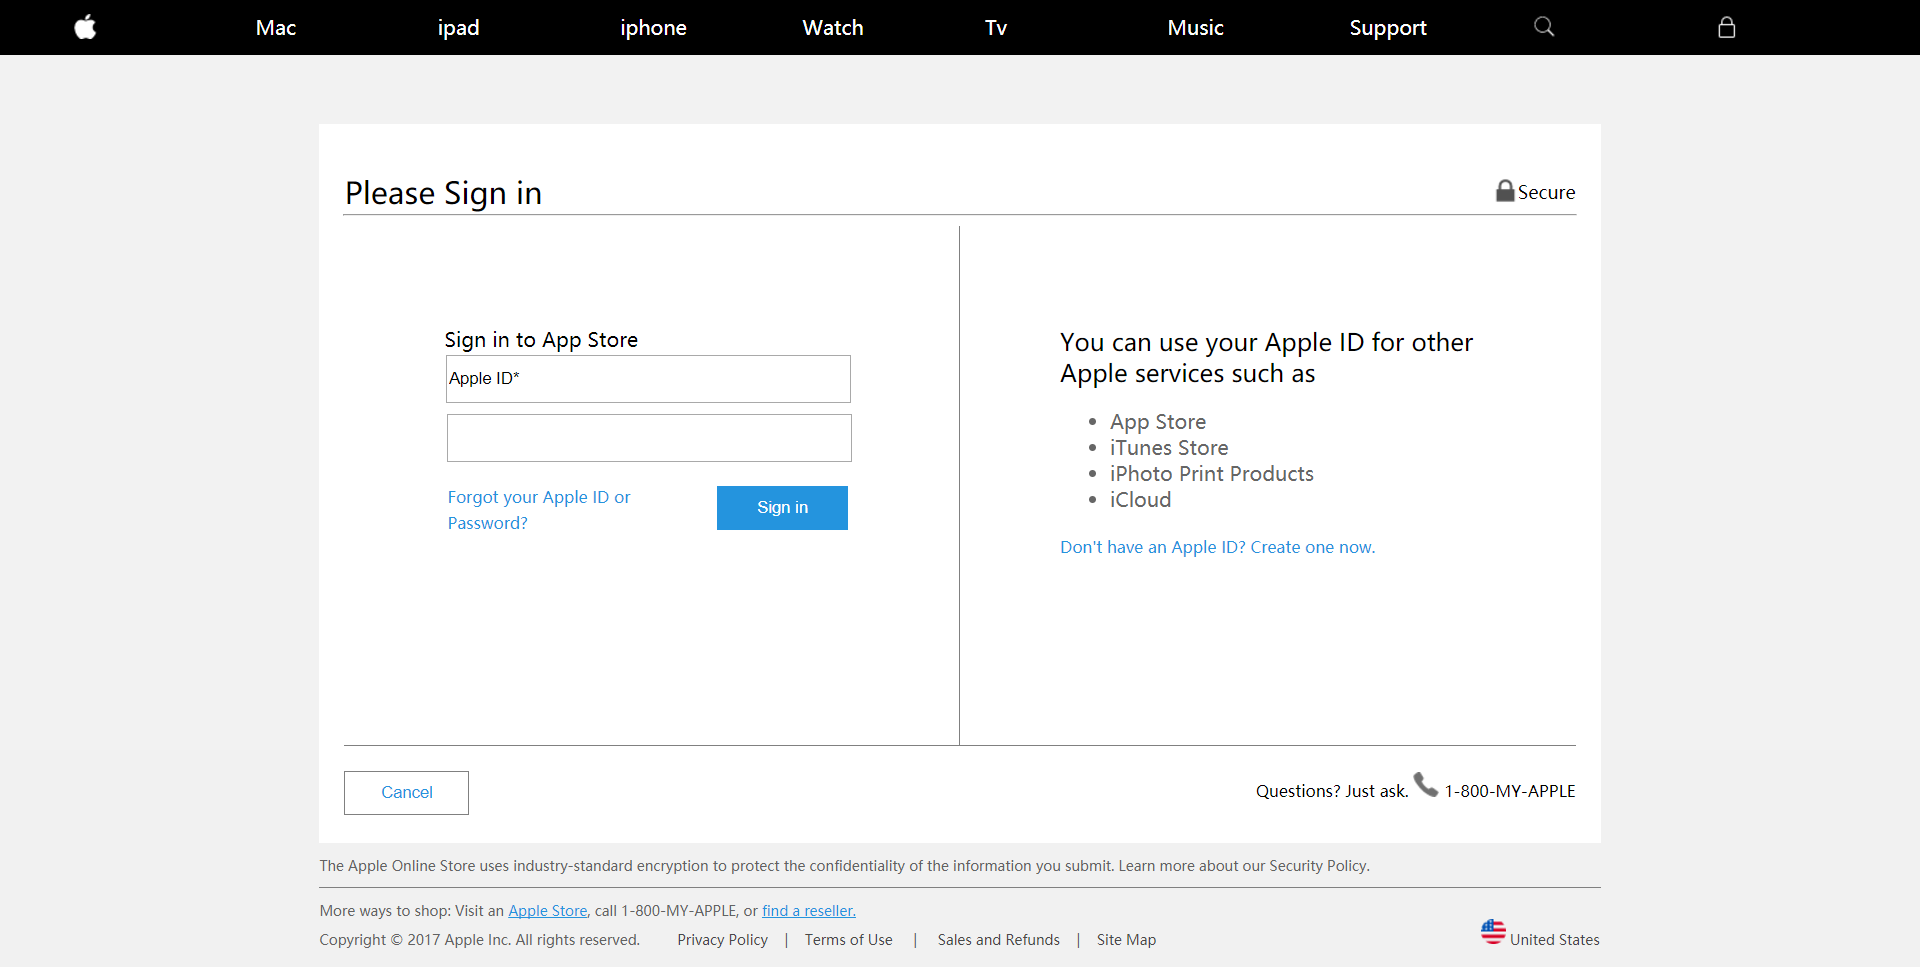 Mac ipad iphone Watch Tv Music Support
Please Sign in
Secure
Sign in to App Store
Apple ID*
Forgot your Apple ID or
Password?
Sign in
You can use your Apple ID for other
Apple services such as
App Store
iTunes Store
iPhoto Print Products
iCloud
Don't have an Apple ID? Create one now.
Cancel
Questions? Just ask. 1-800-MY-APPLE
The Apple Online Store uses industry-standard encryption to protect the confidentiality of the information you submit. Learn more about our Security Policy.
More ways to shop: Visit an Apple Store, call 1-800-MY-APPLE, or find a reseller.
Copyright © 2017 Apple Inc. All rights reserved. Privacy Policy | Terms of Use | Sales and Refunds | Site Map
United States